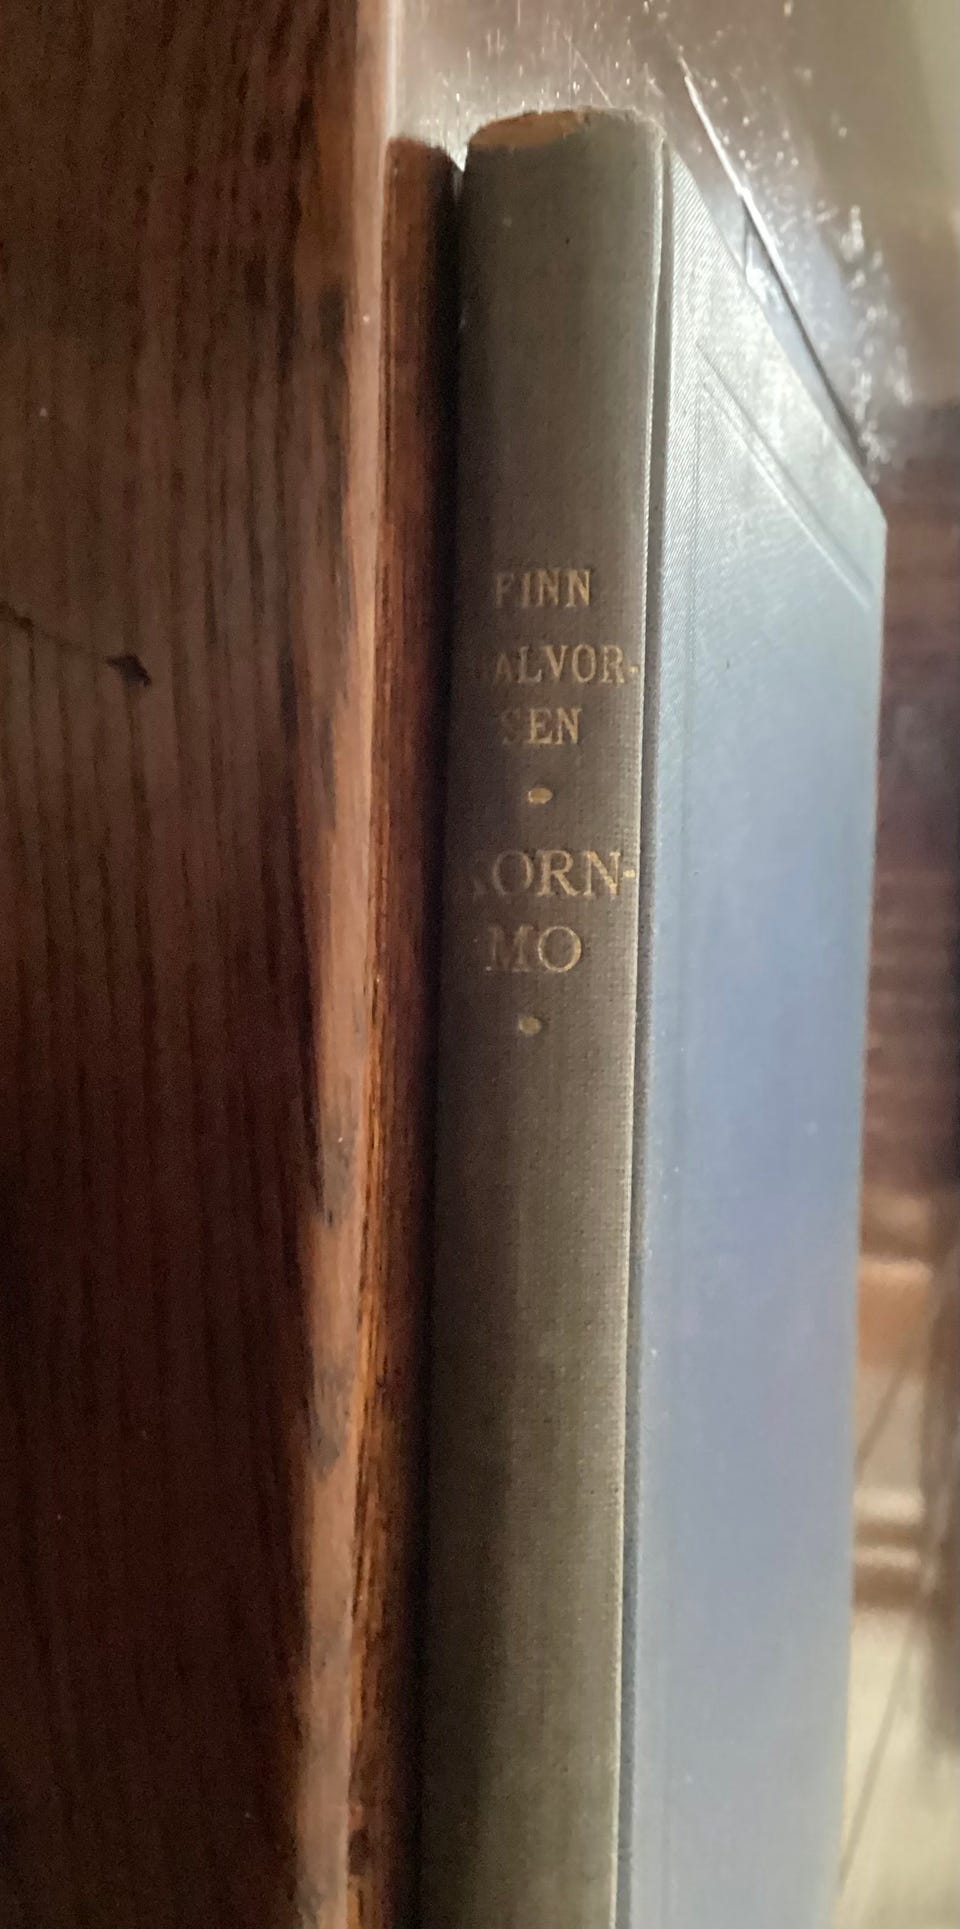 FINN
HALVOR-
SEN
•
KORN-
MO
•